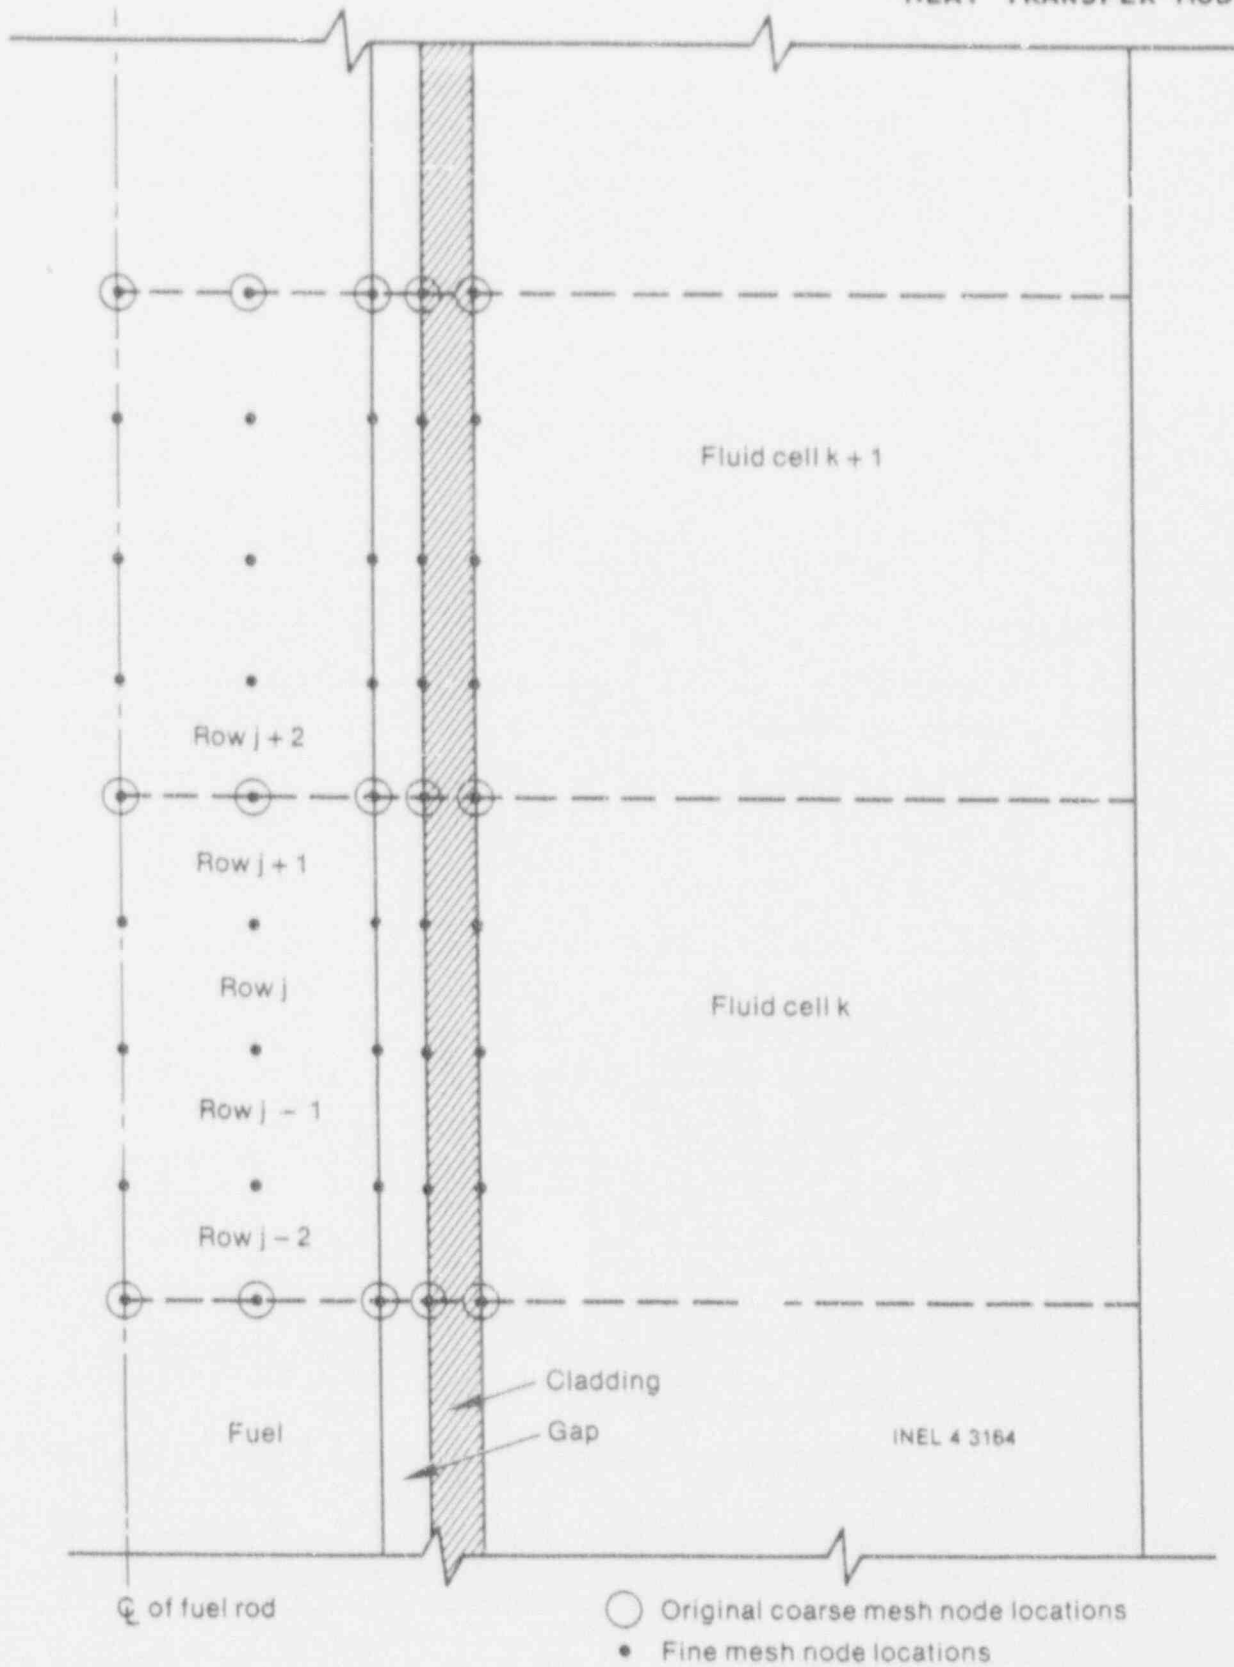 Fluid cell k + 1
Row j + 2
Row j + 1
Row j
Fluid cell k
Row j - 1
Row j - 2
Cladding
Fuel
Gap
INEL 4 3164
℄ of fuel rod
Original coarse mesh node locations
Fine mesh node locations